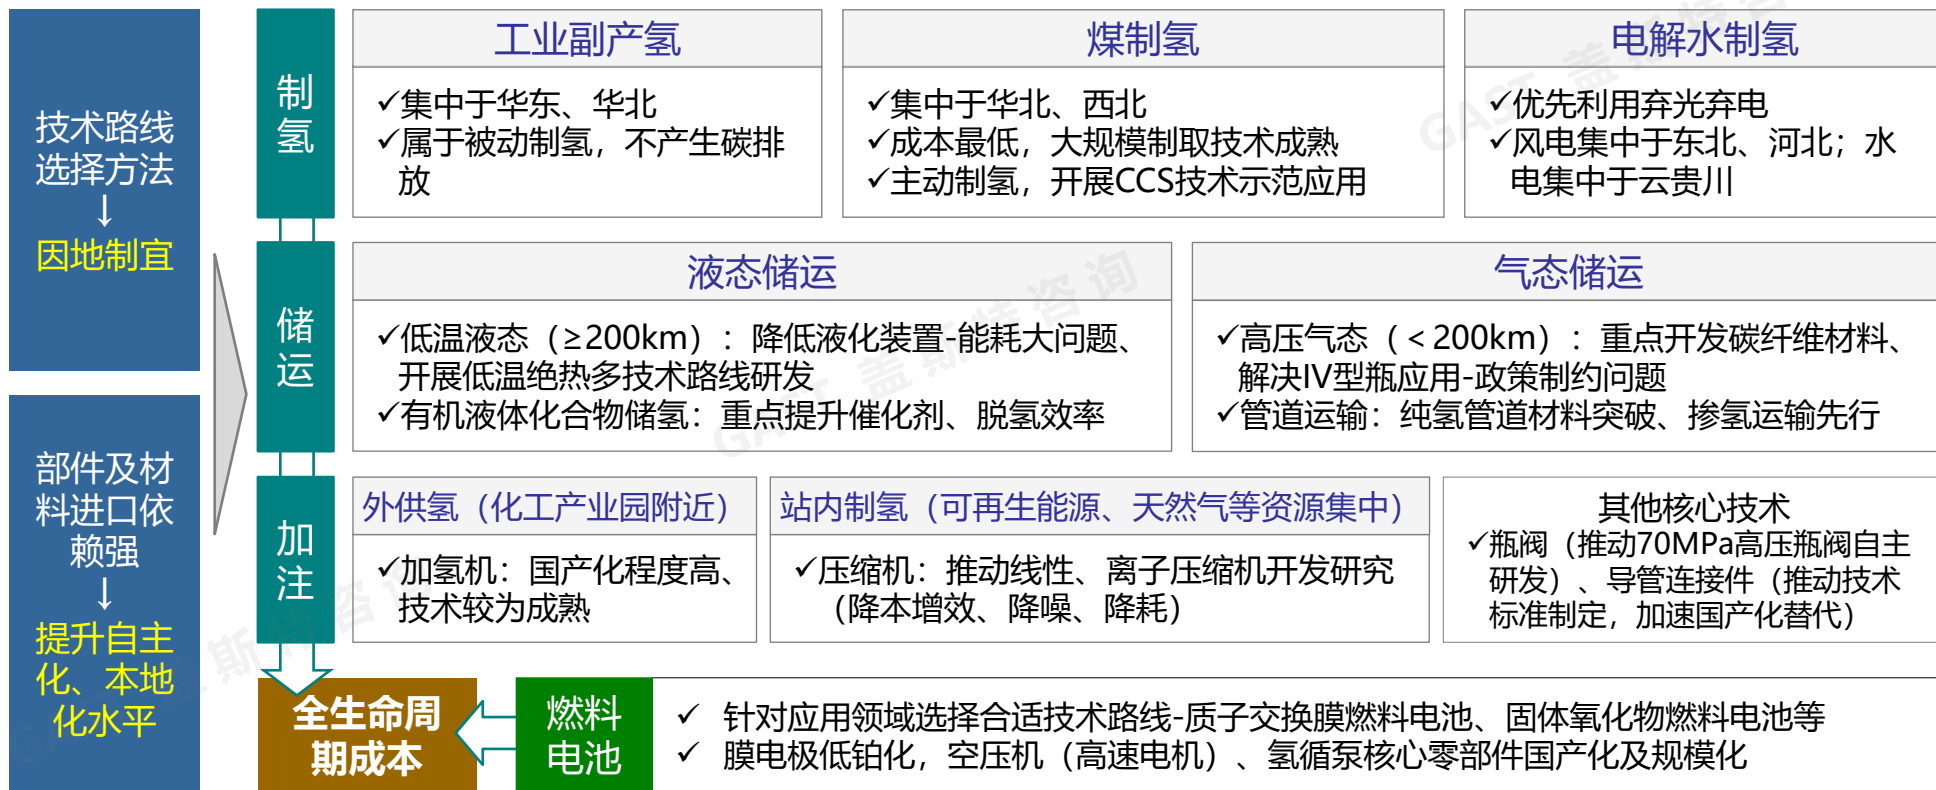 技术路线
选择方法
↓
因地制宜
部件及材
料进口依
赖强
↓
提升自主
化、本地
化水平
制
氢
工业副产氢
✓集中于华东、华北
✓属于被动制氢，不产生碳排
放
煤制氢
✓集中于华北、西北
✓成本最低，大规模制取技术成熟
✓主动制氢，开展CCS技术示范应用
电解水制氢
✓优先利用弃光弃电
✓风电集中于东北、河北；水
电集中于云贵川
储
运
液态储运
✓低温液态（≥200km）：降低液化装置-能耗大问题、
开展低温绝热多技术路线研发
✓有机液体化合物储氢：重点提升催化剂、脱氢效率
气态储运
✓高压气态（＜200km）：重点开发碳纤维材料、
解决IV型瓶应用-政策制约问题
✓管道运输：纯氢管道材料突破、掺氢运输先行
加
注
外供氢（化工产业园附近）
✓加氢机：国产化程度高、
技术较为成熟
站内制氢（可再生能源、天然气等资源集中）
✓压缩机：推动线性、离子压缩机开发研究
（降本增效、降噪、降耗）
其他核心技术
✓瓶阀（推动70MPa高压瓶阀自主
研发）、导管连接件（推动技术
标准制定，加速国产化替代）
全生命周
期成本
燃料
电池
✓ 针对应用领域选择合适技术路线-质子交换膜燃料电池、固体氧化物燃料电池等
✓ 膜电极低铂化，空压机（高速电机）、氢循泵核心零部件国产化及规模化
GAST 盖斯特咨询
GAST 盖斯特咨询
GAST 盖斯特咨询